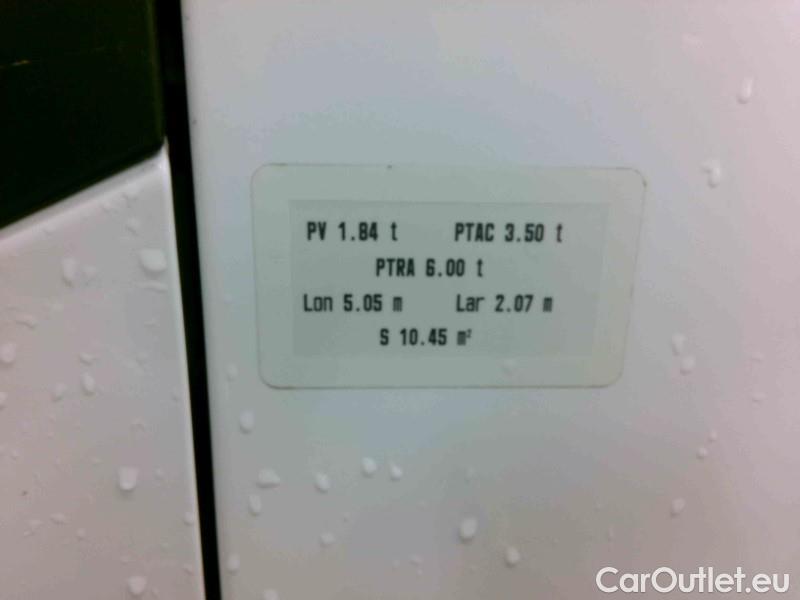 PV 1.84 t PTAC 3.50 t
PTRA 6.00 t
Lon 5.05 m Lar 2.07 m
S 10.45 m²
CarOutlet.eu